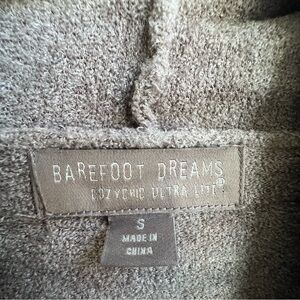 BAREFOOT DREAMS®
COZYCHIC ULTRA LITE®
S
MADE IN
CHINA